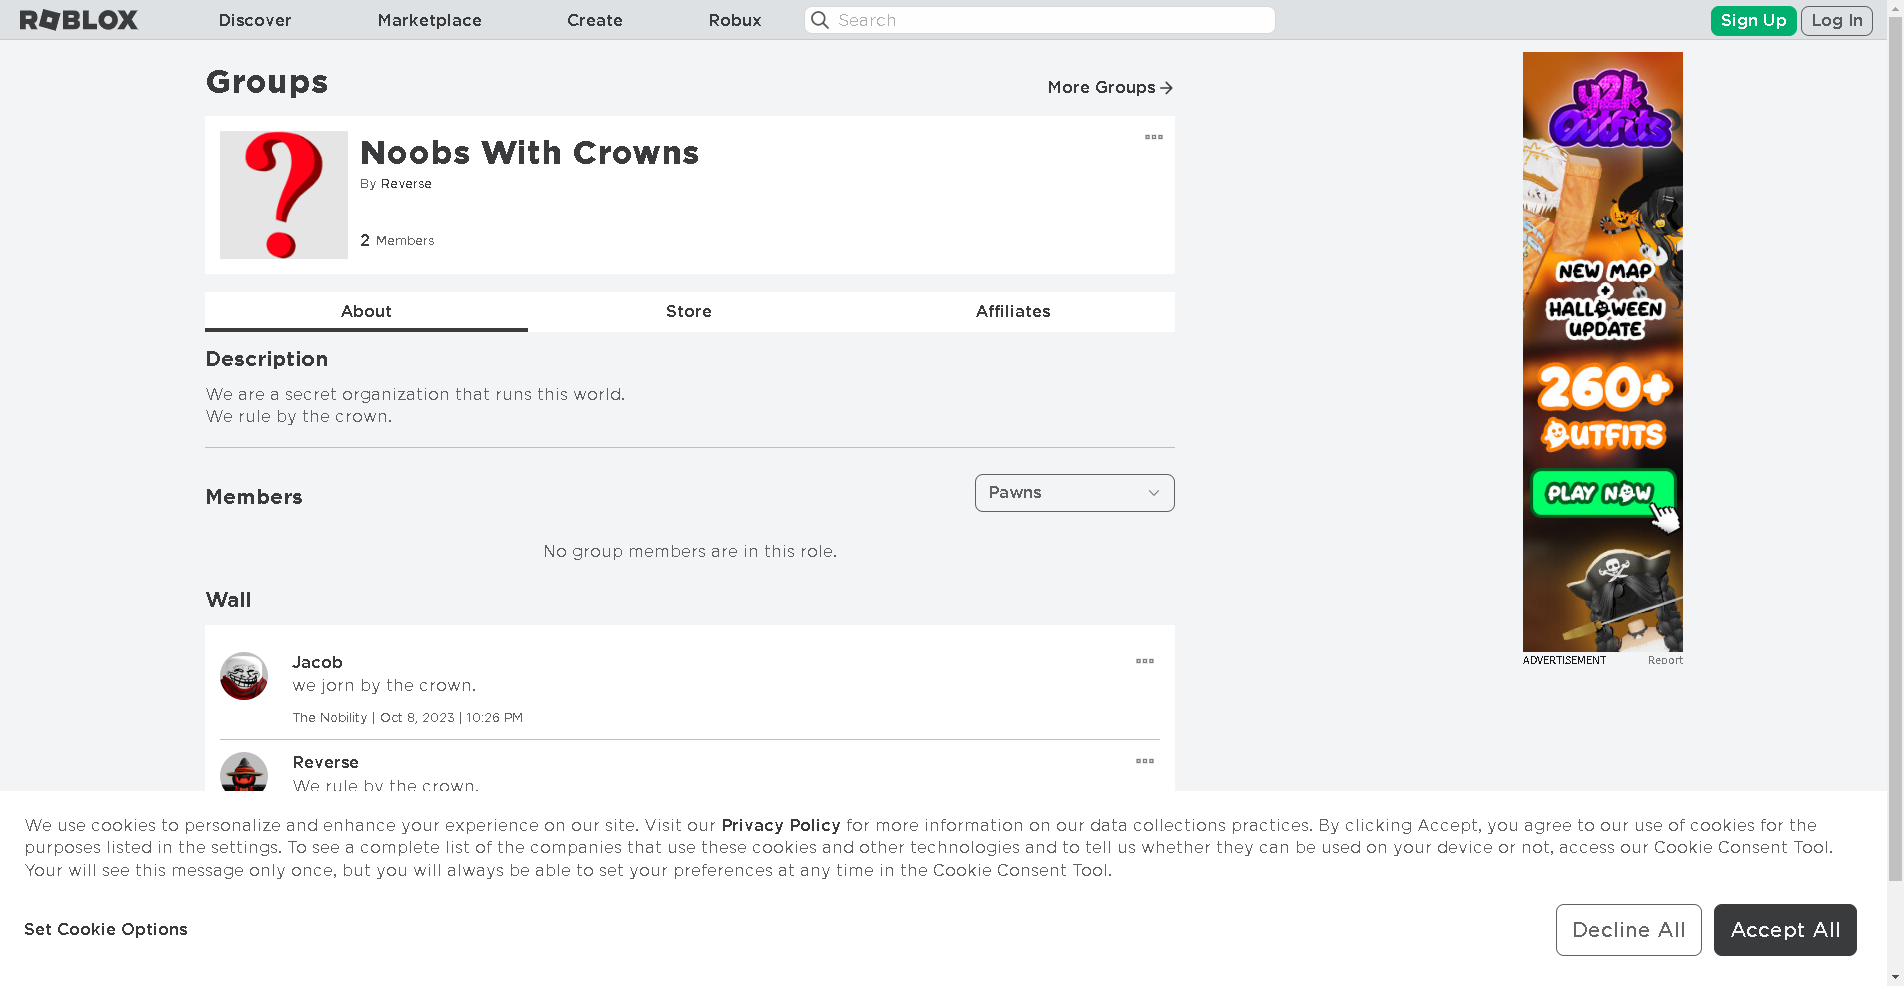 ROBLOX Discover Marketplace Create Robux Search Sign Up Log In
Groups
More Groups
Noobs With Crowns
By Reverse
2 Members
About Store Affiliates
Description
We are a secret organization that runs this world.
We rule by the crown.
Members
Pawns
No group members are in this role.
Wall
Jacob
we jorn by the crown.
The Nobility | Oct 8, 2023 | 10:26 PM
Reverse
We rule by the crown.
y2k
Outfits
NEW MAP
+
HALLOWEEN
UPDATE
260+
OUTFITS
PLAY NOW
ADVERTISEMENT Report
We use cookies to personalize and enhance your experience on our site. Visit our Privacy Policy for more information on our data collections practices. By clicking Accept, you agree to our use of cookies for the
purposes listed in the settings. To see a complete list of the companies that use these cookies and other technologies and to tell us whether they can be used on your device or not, access our Cookie Consent Tool.
Your will see this message only once, but you will always be able to set your preferences at any time in the Cookie Consent Tool.
Set Cookie Options
Decline All
Accept All